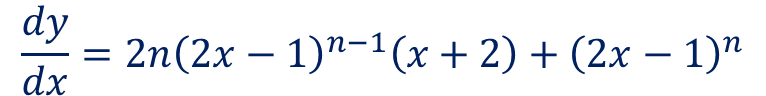 dy/dx = 2n(2x − 1)ⁿ⁻¹(x + 2) + (2x − 1)ⁿ